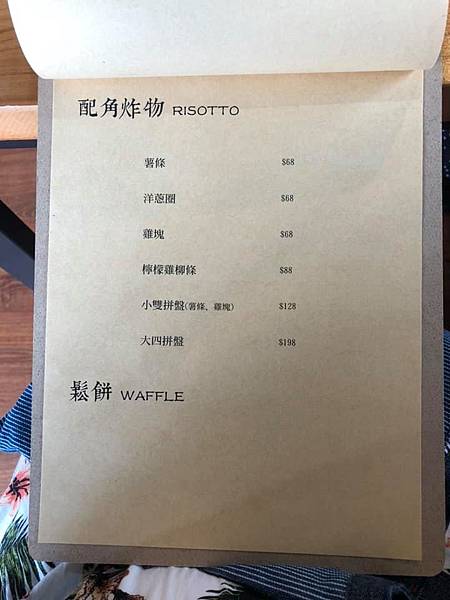 配角炸物 RISOTTO
薯條 $68
洋蔥圈 $68
雞塊 $68
檸檬雞柳條 $88
小雙拼盤(薯條、雞塊) $128
大四拼盤 $198
鬆餅 WAFFLE